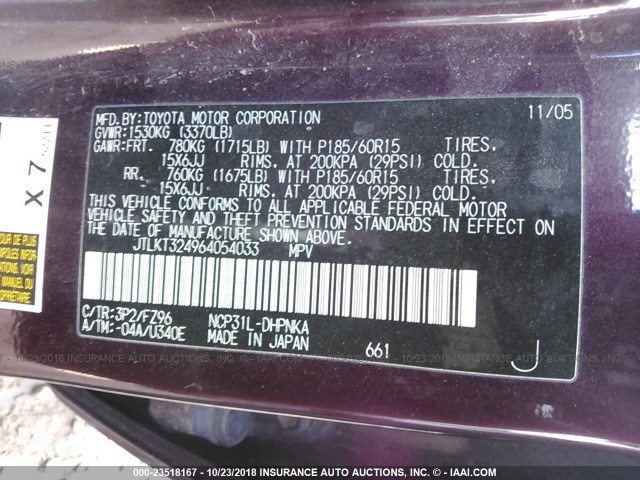 MFD.BY:TOYOTA MOTOR CORPORATION 11/05
GVWR:1530KG (3370LB)
GAWR:FRT. 780KG (1715LB) WITH P185/60R15 TIRES.
15X6JJ RIMS. AT 200KPA (29PSI) COLD.
RR. 760KG (1675LB) WITH P185/60R15 TIRES.
15X6JJ RIMS. AT 200KPA (29PSI) COLD.
THIS VEHICLE CONFORMS TO ALL APPLICABLE FEDERAL MOTOR
VEHICLE SAFETY AND THEFT PREVENTION STANDARDS IN EFFECT ON
THE DATE OF MANUFACTURE SHOWN ABOVE.
JTLKT324964054033 MPV
C/TR:3P2/FZ96 NCP31L-DHPNKA
A/TM:-04A/U340E MADE IN JAPAN 661 J
X 7
OUR DE PLUS
000-23518167 - 10/23/2018 INSURANCE AUTO AUCTIONS, INC. - © - IAAI.COM